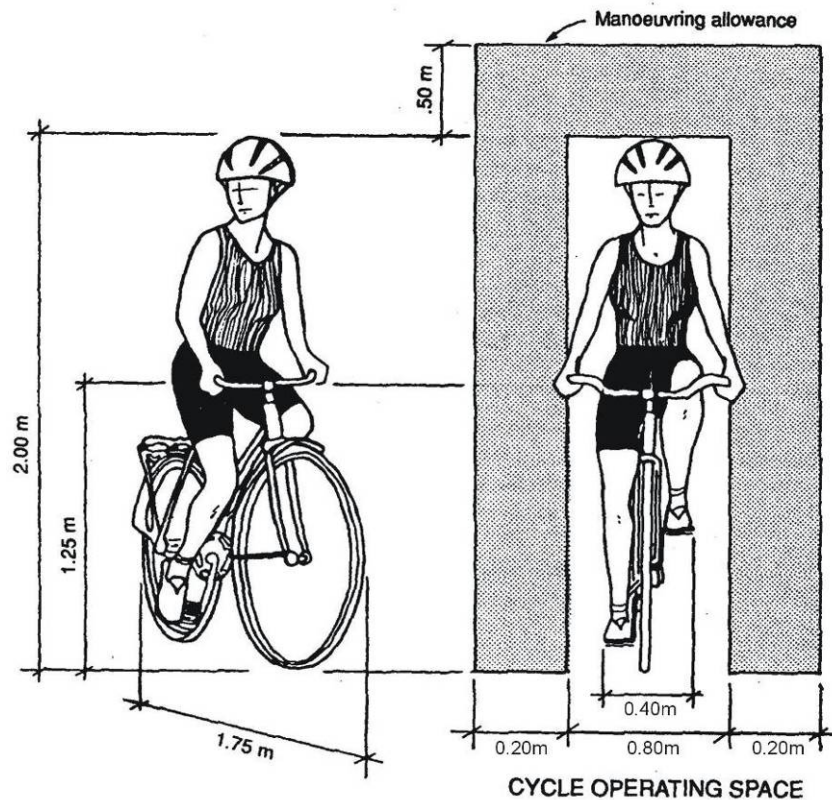 Manoeuvring allowance
.50 m
2.00 m
1.25 m
1.75 m
0.40m
0.20m
0.80m
0.20m
CYCLE OPERATING SPACE